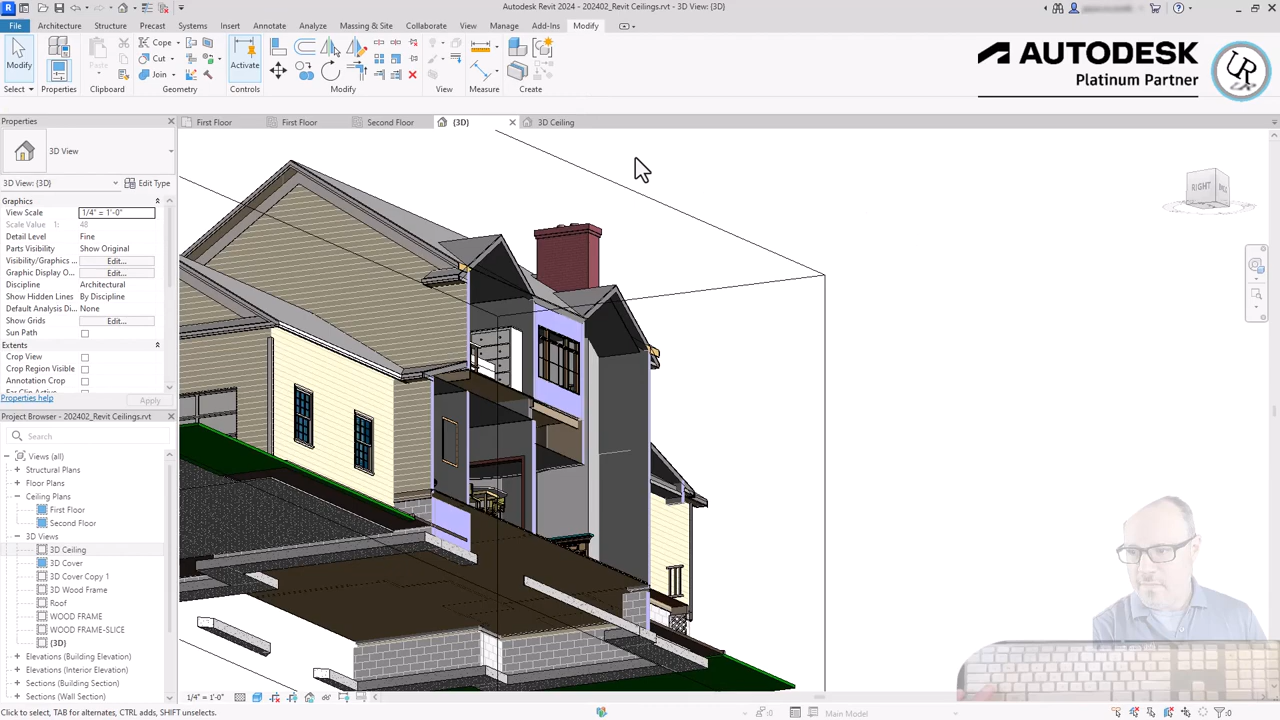 Autodesk Revit 2024 - 202402_Revit Ceilings.rvt - 3D View: {3D}
File Architecture Structure Precast Systems Insert Annotate Analyze Massing & Site Collaborate View Manage Add-Ins Modify
Modify
Properties
Paste
Cope
Cut
Join
Activate
Select Properties Clipboard Geometry Controls Modify View Measure Create
AUTODESK
Platinum Partner
Properties
First Floor First Floor Second Floor {3D} 3D Ceiling
3D View
3D View: {3D} Edit Type
Graphics
View Scale 1/4" = 1'-0"
Scale Value 1: 48
Detail Level Fine
Parts Visibility Show Original
Visibility/Graphics Edit...
Graphic Display O... Edit...
Discipline Architectural
Show Hidden Lines By Discipline
Default Analysis Di... None
Show Grids Edit...
Sun Path
Extents
Crop View
Crop Region Visible
Annotation Crop
Properties help Apply
RIGHT
Project Browser - 202402_Revit Ceilings.rvt
Search
Views (all)
Structural Plans
Floor Plans
Ceiling Plans
First Floor
Second Floor
3D Views
3D Ceiling
3D Cover
3D Cover Copy 1
3D Wood Frame
Roof
WOOD FRAME
WOOD FRAME-SLICE
{3D}
Elevations (Building Elevation)
Elevations (Interior Elevation)
Sections (Building Section)
Sections (Wall Section)
1/4" = 1'-0"
Click to select, TAB for alternates, CTRL adds, SHIFT unselects.
:0
Main Model
:0